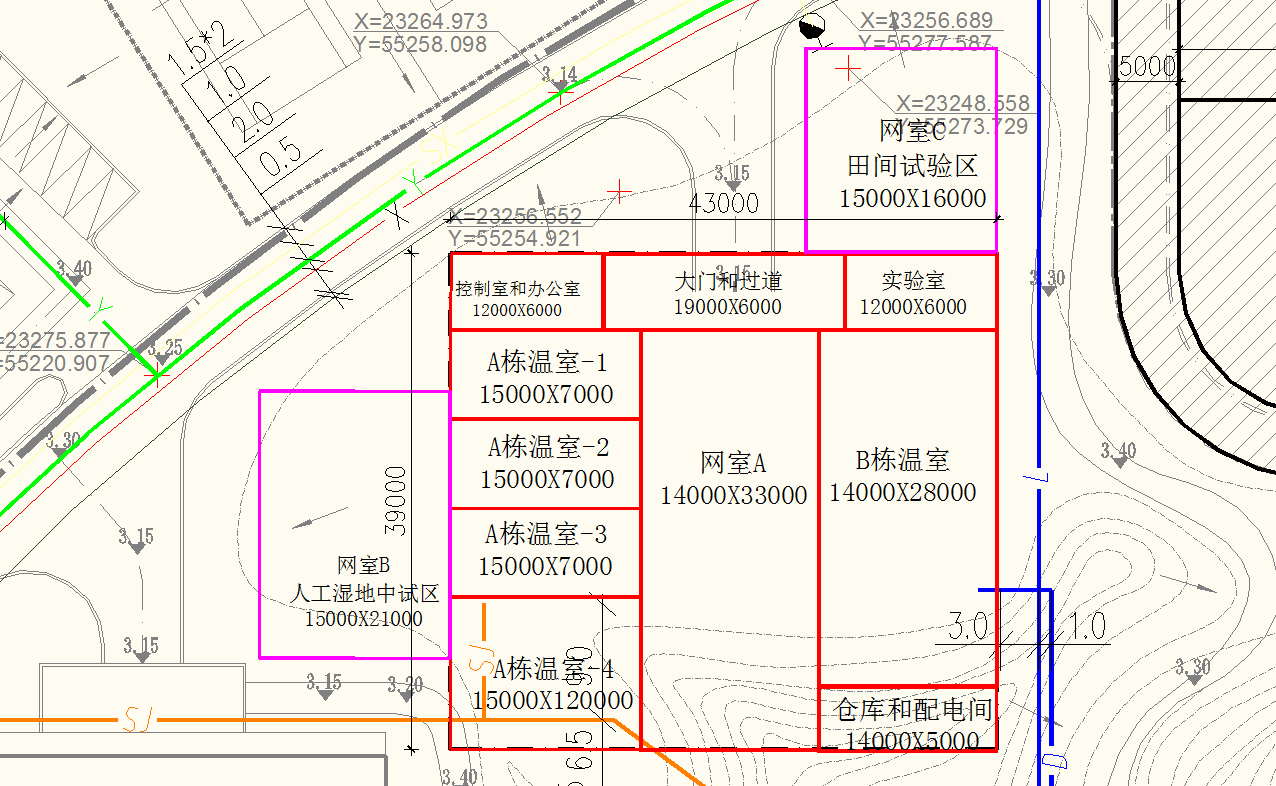 X=23264.973
Y=55258.098
X=23256.689
Y=55277.587
1.5*2
1.0
2.0
0.5
3.14
5000
X=23248.558
Y=55273.729
网室C
田间试验区
15000X16000
SX
Y
X
3.15
43000
X=23256.552
Y=55254.921
3.40
Y
3.15
控制室和办公室
12000X6000
大门和过道
19000X6000
实验室
12000X6000
3.30
=23275.877
=55220.907
3.25
A栋温室-1
15000X7000
3.30
A栋温室-2
15000X7000
网室A
14000X33000
B栋温室
14000X28000
3.40
39000
A栋温室-3
15000X7000
3.15
网室B
人工湿地中试区
15000X21000
3.0
1.0
3.15
SJ
A栋温室-4
15000X120000
3.15
3.20
3.30
SJ
仓库和配电间
14000X5000
D
3.40